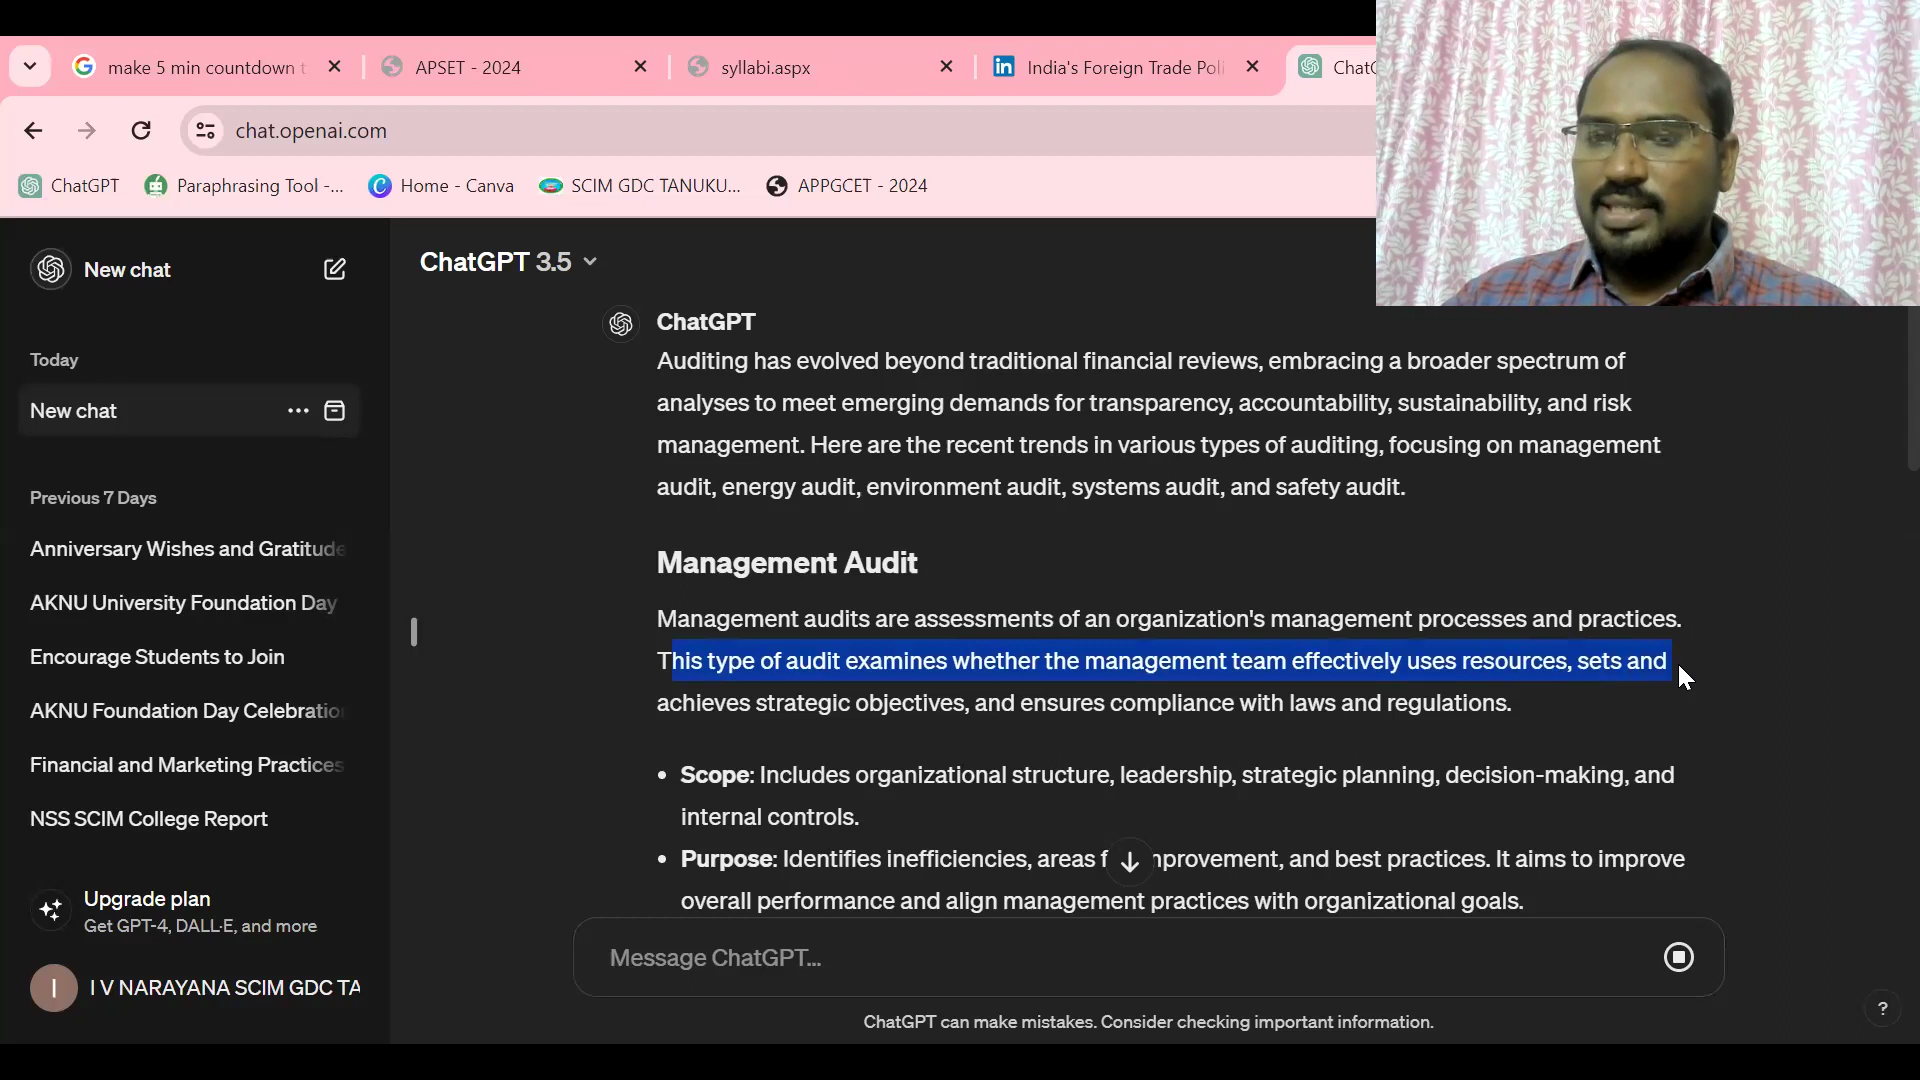 make 5 min countdown t
APSET - 2024
syllabi.aspx
India's Foreign Trade Poli
ChatG
chat.openai.com
ChatGPT
Paraphrasing Tool -...
Home - Canva
SCIM GDC TANUKU...
APPGCET - 2024
New chat
Today
New chat
Previous 7 Days
Anniversary Wishes and Gratitude
AKNU University Foundation Day
Encourage Students to Join
AKNU Foundation Day Celebratio
Financial and Marketing Practices
NSS SCIM College Report
Upgrade plan
Get GPT-4, DALL·E, and more
I
I V NARAYANA SCIM GDC TA
ChatGPT 3.5
ChatGPT
Auditing has evolved beyond traditional financial reviews, embracing a broader spectrum of
analyses to meet emerging demands for transparency, accountability, sustainability, and risk
management. Here are the recent trends in various types of auditing, focusing on management
audit, energy audit, environment audit, systems audit, and safety audit.
Management Audit
Management audits are assessments of an organization's management processes and practices.
This type of audit examines whether the management team effectively uses resources, sets and
achieves strategic objectives, and ensures compliance with laws and regulations.
• Scope: Includes organizational structure, leadership, strategic planning, decision-making, and
internal controls.
• Purpose: Identifies inefficiencies, areas f nprovement, and best practices. It aims to improve
overall performance and align management practices with organizational goals.
Message ChatGPT...
ChatGPT can make mistakes. Consider checking important information.
?